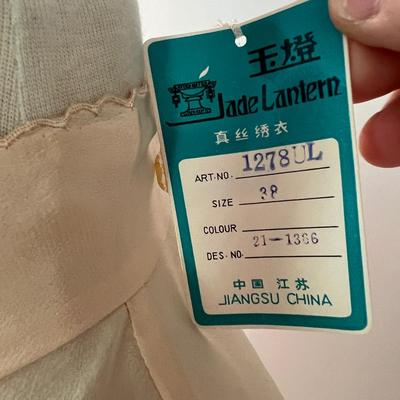 玉燈
Jade Lantern
真丝绣衣
ART.NO. 1278UL
SIZE 38
COLOUR
DES. NO. 21-1366
中国 江苏
JIANGSU CHINA